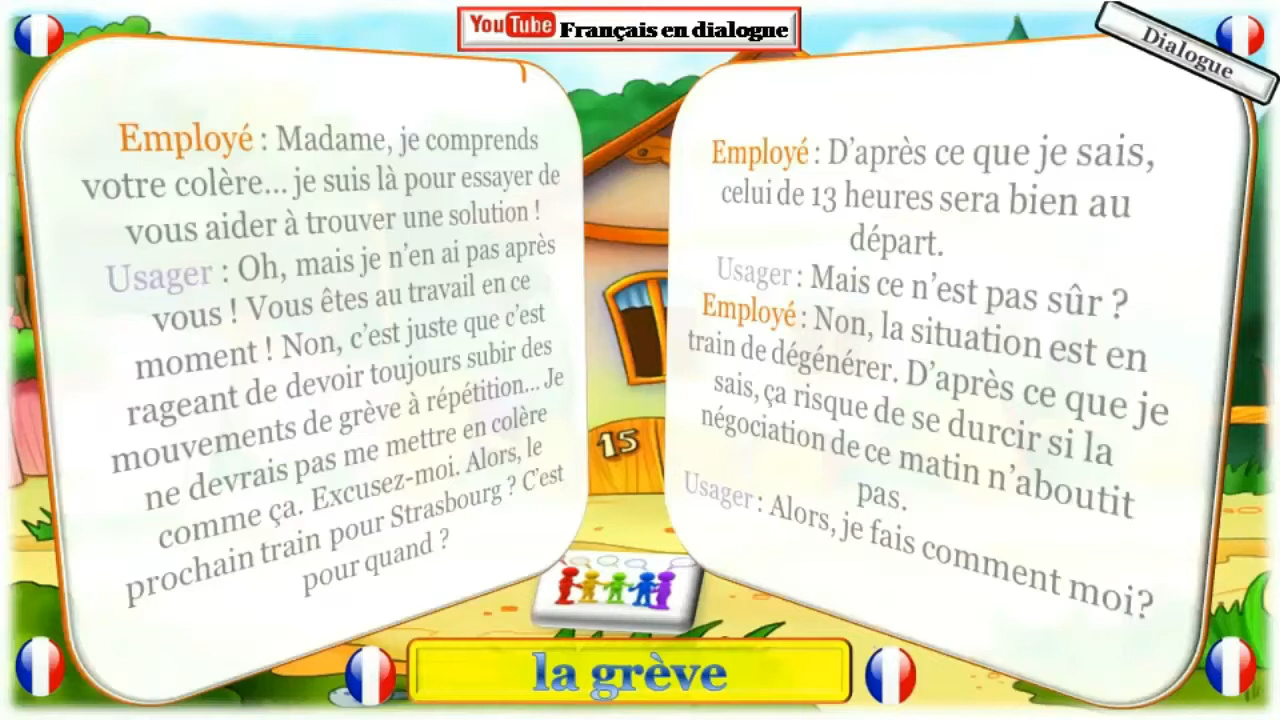 YouTube Français en dialogue
Dialogue
Employé : Madame, je comprends
votre colère... je suis là pour essayer de
vous aider à trouver une solution !
Usager : Oh, mais je n'en ai pas après
vous ! Vous êtes au travail en ce
moment ! Non, c'est juste que c'est
rageant de devoir toujours subir des
mouvements de grève à répétition... Je
ne devrais pas me mettre en colère
comme ça. Excusez-moi. Alors, le
prochain train pour Strasbourg ? C'est
pour quand ?
Employé : D'après ce que je sais,
celui de 13 heures sera bien au
départ.
Usager : Mais ce n'est pas sûr ?
Employé : Non, la situation est en
train de dégénérer. D'après ce que je
sais, ça risque de se durcir si la
négociation de ce matin n'aboutit
pas.
Usager : Alors, je fais comment moi?
15
la grève